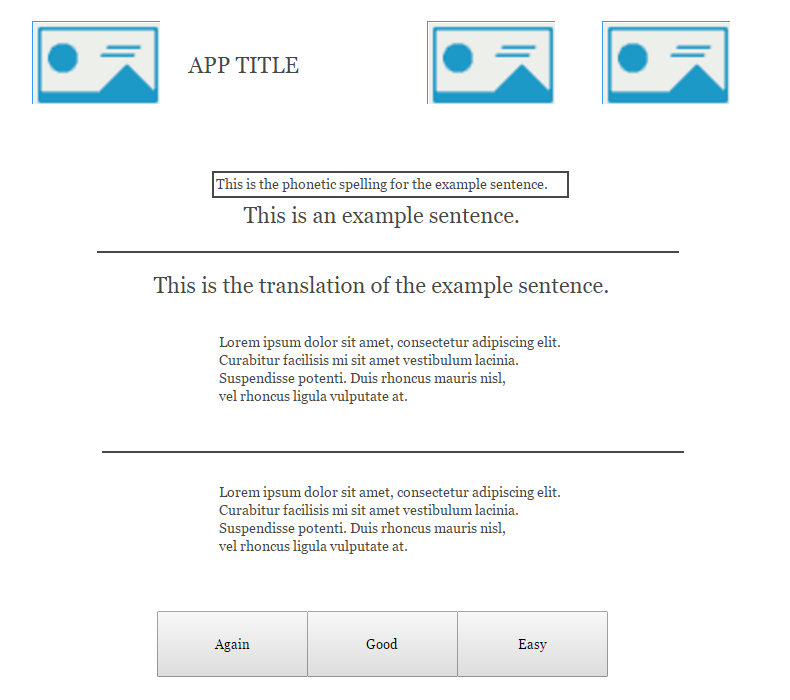 APP TITLE
This is the phonetic spelling for the example sentence.
This is an example sentence.
This is the translation of the example sentence.
Lorem ipsum dolor sit amet, consectetur adipiscing elit.
Curabitur facilisis mi sit amet vestibulum lacinia.
Suspendisse potenti. Duis rhoncus mauris nisl,
vel rhoncus ligula vulputate at.
Lorem ipsum dolor sit amet, consectetur adipiscing elit.
Curabitur facilisis mi sit amet vestibulum lacinia.
Suspendisse potenti. Duis rhoncus mauris nisl,
vel rhoncus ligula vulputate at.
Again Good Easy